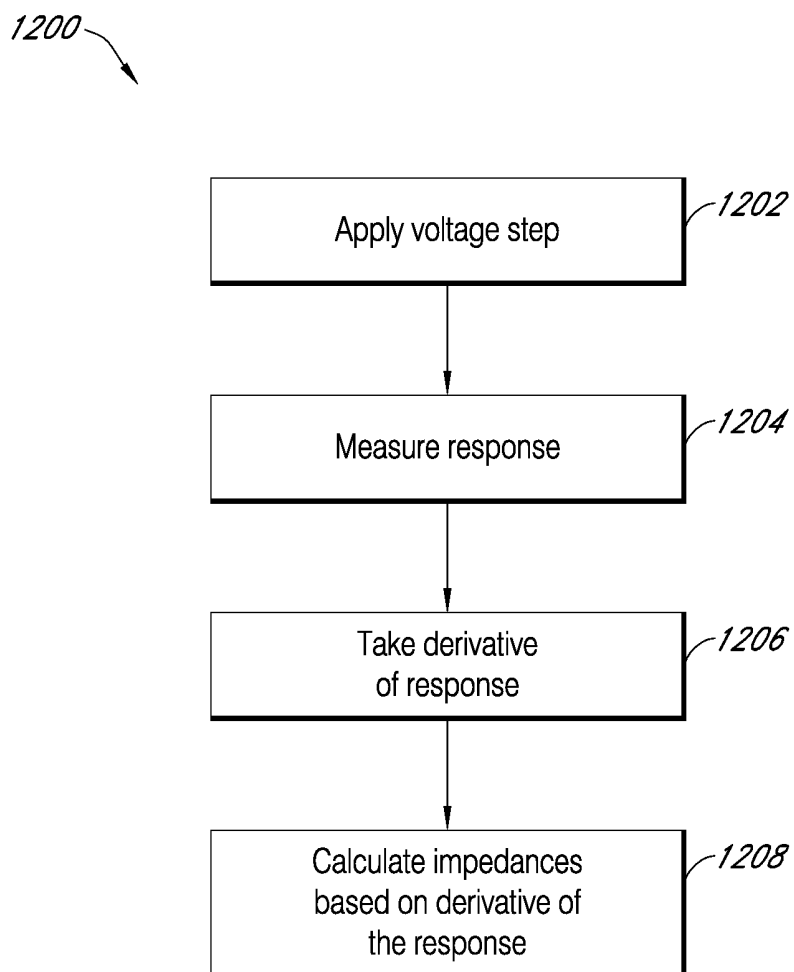 1200
Apply voltage step
1202
Measure response
1204
Take derivative
of response
1206
Calculate impedances
based on derivative of
the response
1208